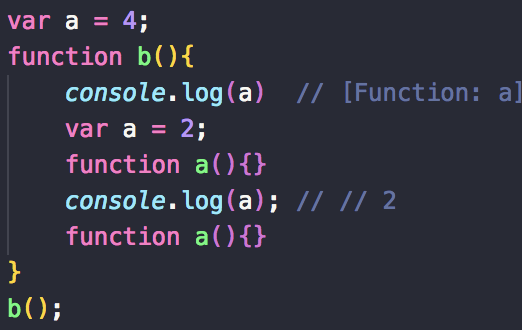 var a = 4;
function b(){
    console.log(a)  // [Function: a]
    var a = 2;
    function a(){}
    console.log(a); // // 2
    function a(){}
}
b();